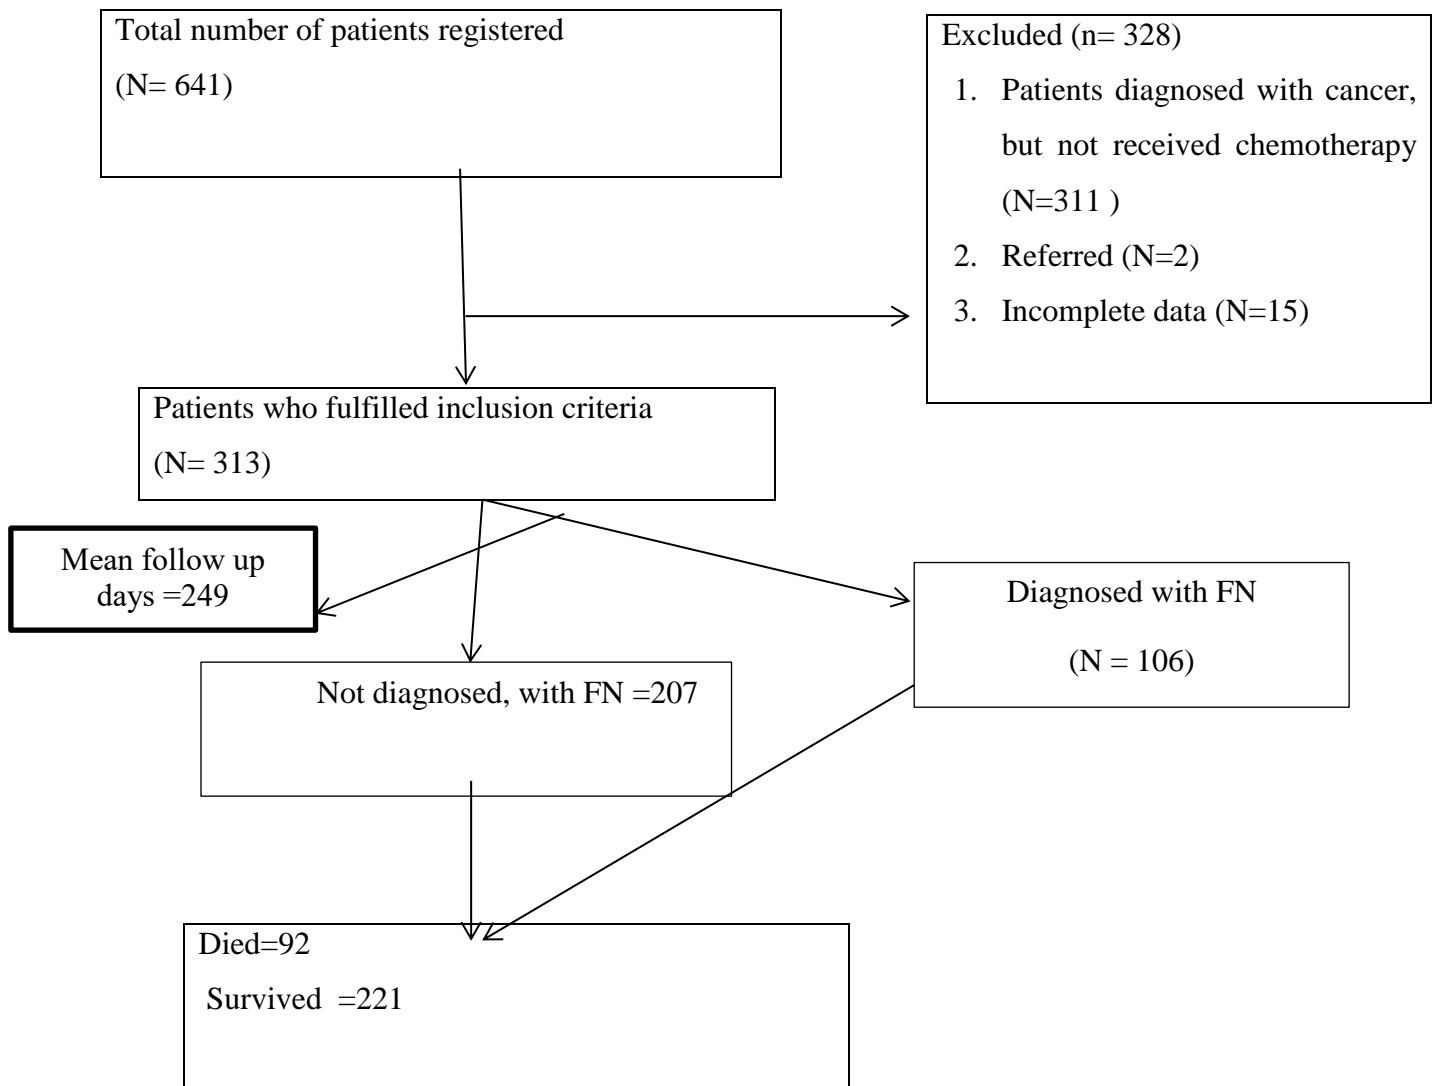 Total number of patients registered
(N= 641)
Excluded (n= 328)
1. Patients diagnosed with cancer,
but not received chemotherapy
(N=311 )
2. Referred (N=2)
3. Incomplete data (N=15)
Patients who fulfilled inclusion criteria
(N= 313)
Mean follow up
days =249
Diagnosed with FN
(N = 106)
Not diagnosed, with FN =207
Died=92
Survived =221